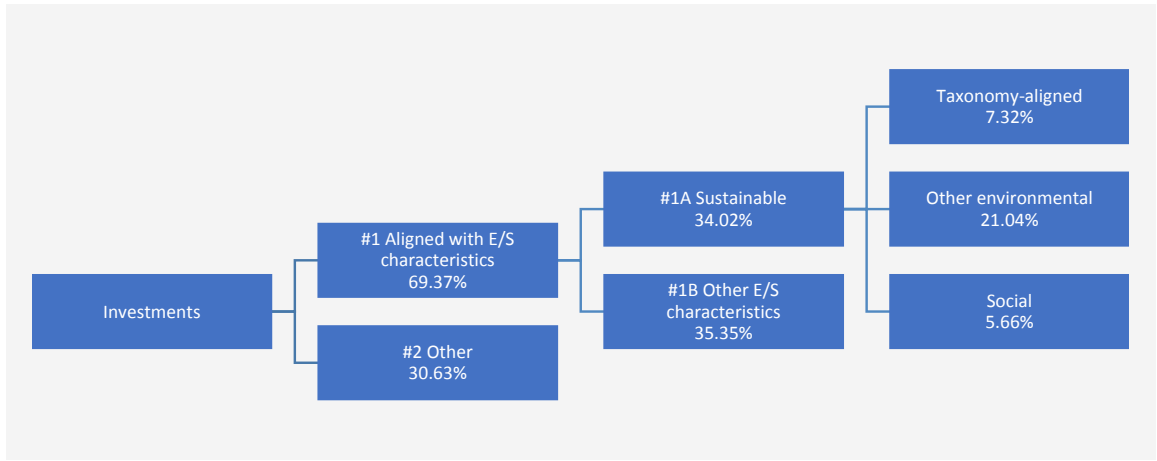 Investments
#1 Aligned with E/S
characteristics
69.37%
#2 Other
30.63%
#1A Sustainable
34.02%
#1B Other E/S
characteristics
35.35%
Taxonomy-aligned
7.32%
Other environmental
21.04%
Social
5.66%